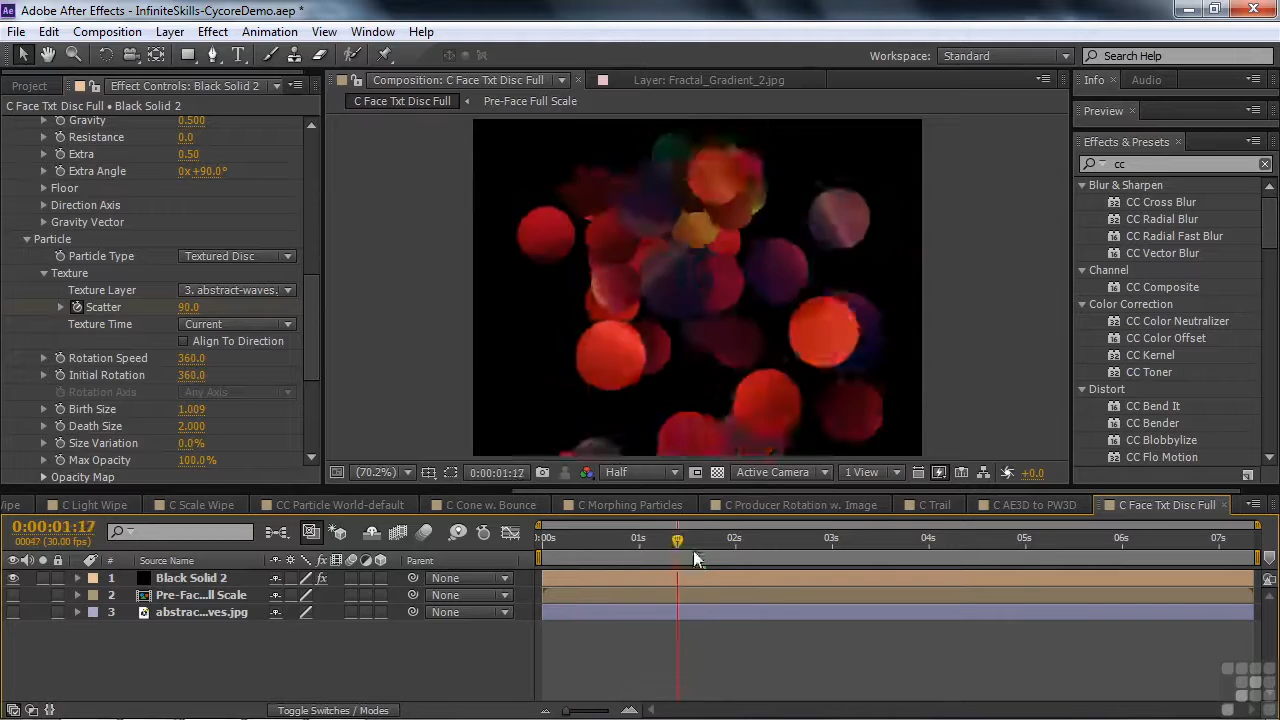 Adobe After Effects - InfiniteSkills-CycoreDemo.aep *
File Edit Composition Layer Effect Animation View Window Help
Workspace: Standard Search Help
Project Effect Controls: Black Solid 2 Composition: C Face Txt Disc Full Layer: Fractal_Gradient_2.jpg Info Audio
C Face Txt Disc Full • Black Solid 2 C Face Txt Disc Full Pre-Face Full Scale Preview
Gravity 0.500
Resistance 0.0
Extra 0.50
Extra Angle 0x+90.0°
Floor
Direction Axis
Gravity Vector
Particle
Particle Type Textured Disc
Texture
Texture Layer 3. abstract-waves.
Scatter 90.0
Texture Time Current
Align To Direction
Rotation Speed 360.0
Initial Rotation 360.0
Rotation Axis Any Axis
Birth Size 1.009
Death Size 2.000
Size Variation 0.0%
Max Opacity 100.0%
Opacity Map
(70.2%) 0:00:01:17 Half Active Camera 1 View +0.0
Effects & Presets
cc
Blur & Sharpen
CC Cross Blur
CC Radial Blur
CC Radial Fast Blur
CC Vector Blur
Channel
CC Composite
Color Correction
CC Color Neutralizer
CC Color Offset
CC Kernel
CC Toner
Distort
CC Bend It
CC Bender
CC Blobbylize
CC Flo Motion
Wipe C Light Wipe C Scale Wipe CC Particle World-default C Cone w. Bounce C Morphing Particles C Producer Rotation w. Image C Trail C AE3D to PW3D C Face Txt Disc Full
0:00:01:17
00047 (30.00 fps)
:00s 01s 02s 03s 04s 05s 06s 07s
# Source Name Parent
1 Black Solid 2 None
2 Pre-Fac...ll Scale None
3 abstrac...ves.jpg None
Toggle Switches / Modes